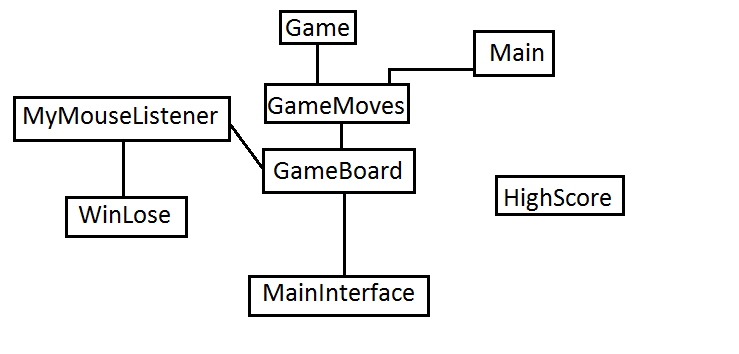 Game
Main
GameMoves
MyMouseListener
GameBoard
HighScore
WinLose
MainInterface